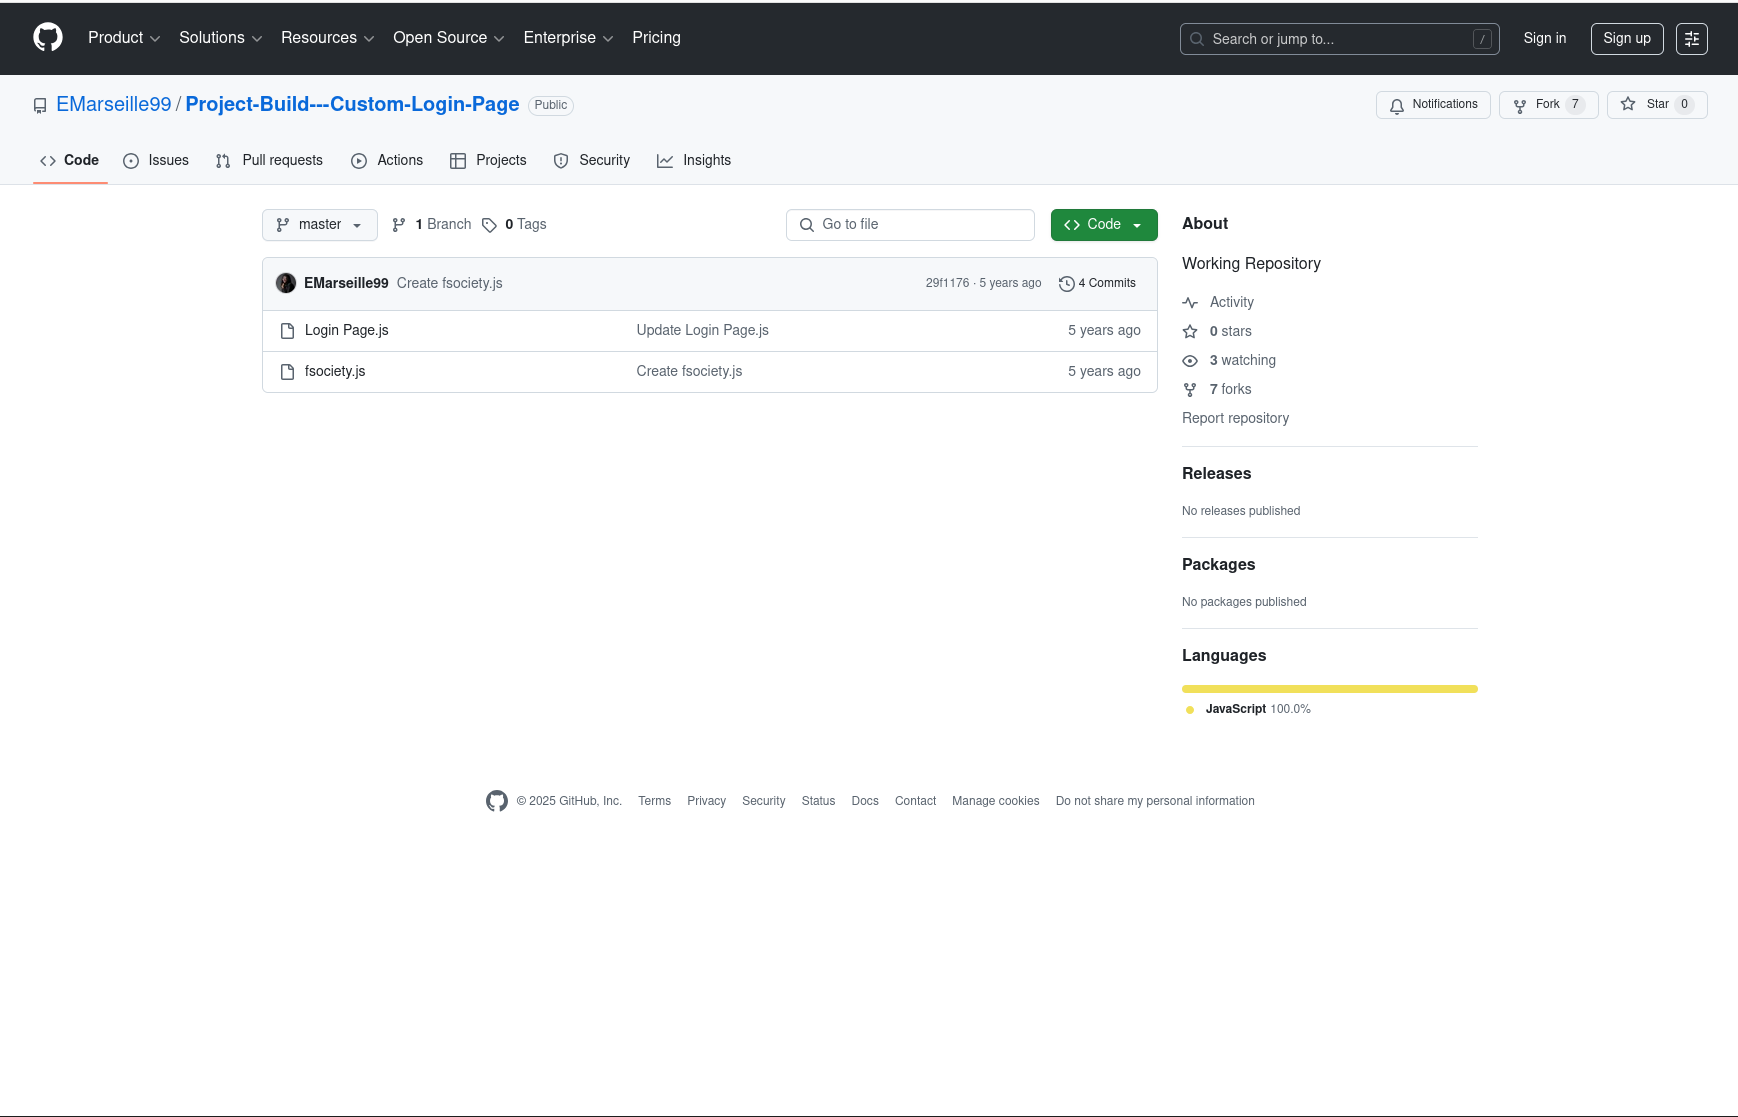 Product Solutions Resources Open Source Enterprise Pricing Search or jump to... / Sign in Sign up
EMarseille99 / Project-Build---Custom-Login-Page Public Notifications Fork 7 Star 0
Code Issues Pull requests Actions Projects Security Insights
master 1 Branch 0 Tags Go to file Code
EMarseille99 Create fsociety.js 29f1176 · 5 years ago 4 Commits
Login Page.js Update Login Page.js 5 years ago
fsociety.js Create fsociety.js 5 years ago
About
Working Repository
Activity
0 stars
3 watching
7 forks
Report repository
Releases
No releases published
Packages
No packages published
Languages
JavaScript 100.0%
© 2025 GitHub, Inc. Terms Privacy Security Status Docs Contact Manage cookies Do not share my personal information